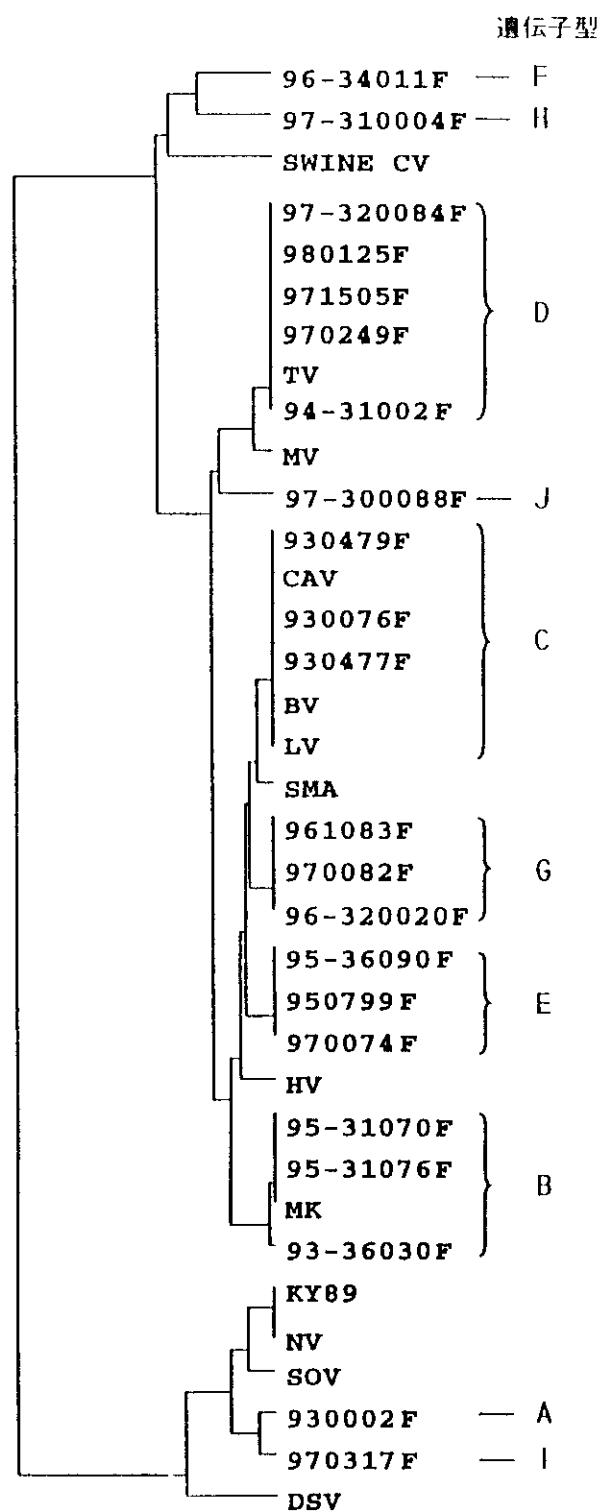 遺伝子型
96-34011F — F
97-310004F — H
SWINE CV
97-320084F
980125F
971505F
D
970249F
TV
94-31002F
MV
97-300088F — J
930479F
CAV
930076F
C
930477F
BV
LV
SMA
961083F
970082F G
96-320020F
95-36090F
950799F E
970074F
HV
95-31070F
95-31076F
B
MK
93-36030F
KY89
NV
SOV
930002F — A
970317F — I
DSV